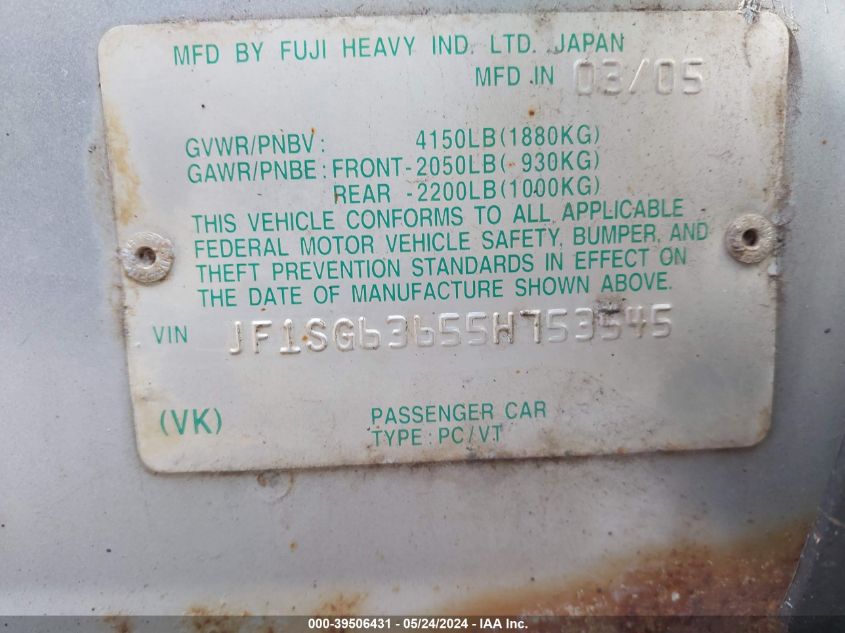 MFD BY FUJI HEAVY IND. LTD. JAPAN
MFD IN 03/05
GVWR/PNBV: 4150LB(1880KG)
GAWR/PNBE: FRONT-2050LB( 930KG)
REAR -2200LB(1000KG)
THIS VEHICLE CONFORMS TO ALL APPLICABLE
FEDERAL MOTOR VEHICLE SAFETY, BUMPER, AND
THEFT PREVENTION STANDARDS IN EFFECT ON
THE DATE OF MANUFACTURE SHOWN ABOVE.
VIN JF1SG63655H753545
(VK) PASSENGER CAR
TYPE: PC/VT
000-39506431 - 05/24/2024 - IAA Inc.